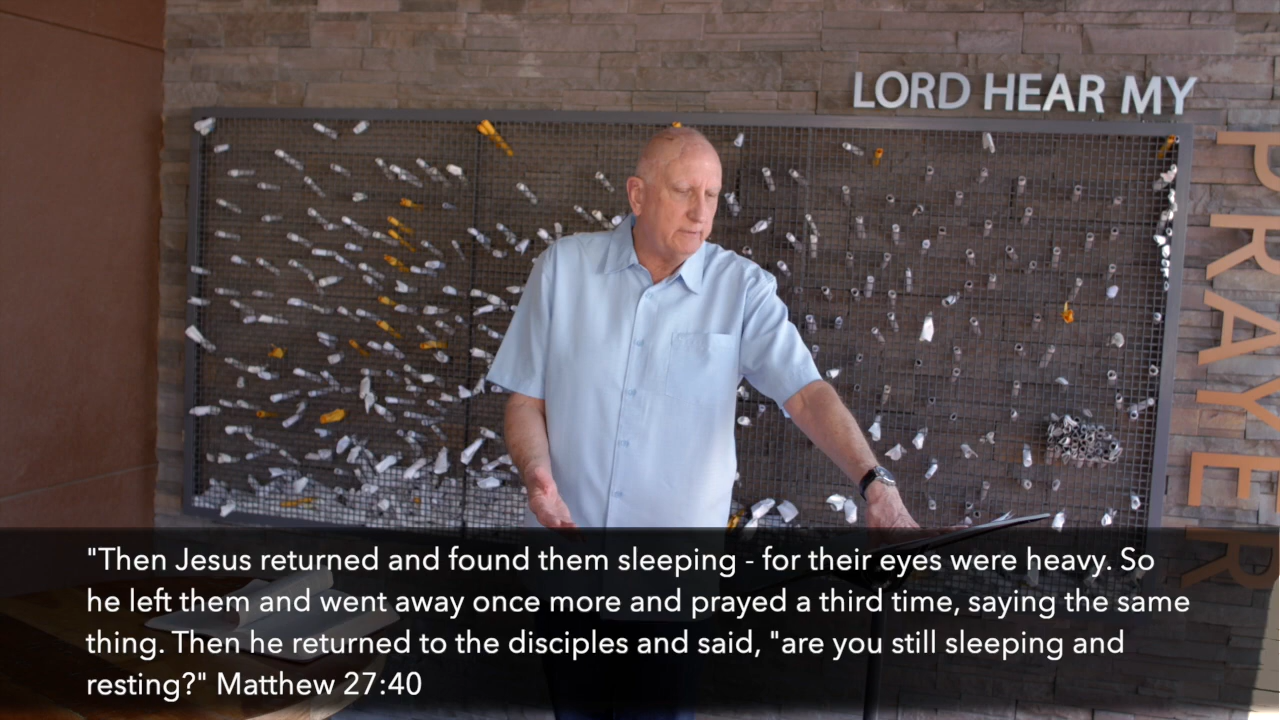 LORD HEAR MY
PRAYER
"Then Jesus returned and found them sleeping - for their eyes were heavy. So
he left them and went away once more and prayed a third time, saying the same
thing. Then he returned to the disciples and said, "are you still sleeping and
resting?" Matthew 27:40